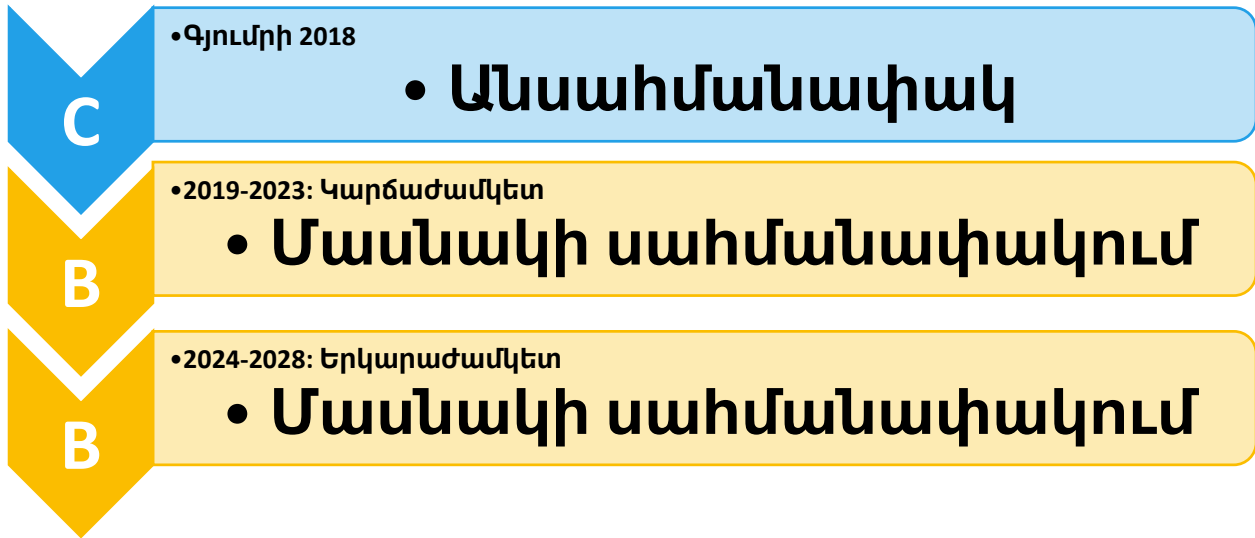 C
•Գյումրի 2018
• Անսահմանափակ
B
•2019-2023: Կարճաժամկետ
• Մասնակի սահմանափակում
B
•2024-2028: Երկարաժամկետ
• Մասնակի սահմանափակում